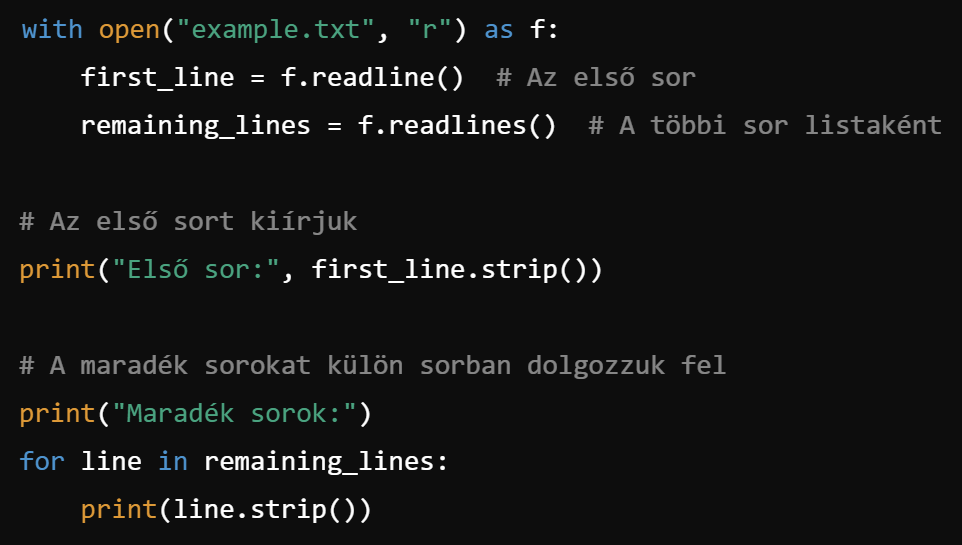 with open("example.txt", "r") as f:
    first_line = f.readline()  # Az első sor
    remaining_lines = f.readlines()  # A többi sor listaként
# Az első sort kiírjuk
print("Első sor:", first_line.strip())
# A maradék sorokat külön sorban dolgozzuk fel
print("Maradék sorok:")
for line in remaining_lines:
    print(line.strip())